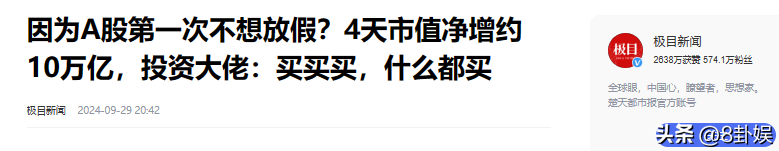 因为A股第一次不想放假？4天市值净增约
10万亿，投资大佬：买买买，什么都买
极目新闻 2024-09-29 20:42
极目
极目新闻
2638万获赞 574.1万粉丝
全球眼，中国心，瞭望者，思想家。
楚天都市报官方账号
头条 @8卦娱